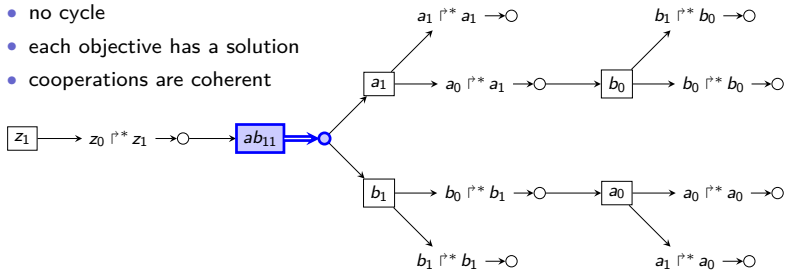 • no cycle
• each objective has a solution
• cooperations are coherent
a₁ ↱* a₁
b₁ ↱* b₀
a₁
a₀ ↱* a₁
b₀
b₀ ↱* b₀
z₁
z₀ ↱* z₁
ab₁₁
b₁
b₀ ↱* b₁
a₀
a₀ ↱* a₀
b₁ ↱* b₁
a₁ ↱* a₀